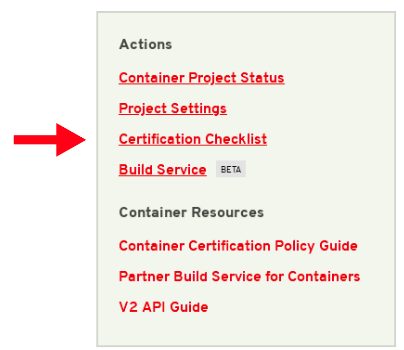 Actions
Container Project Status
Project Settings
Certification Checklist
Build Service BETA
Container Resources
Container Certification Policy Guide
Partner Build Service for Containers
V2 API Guide